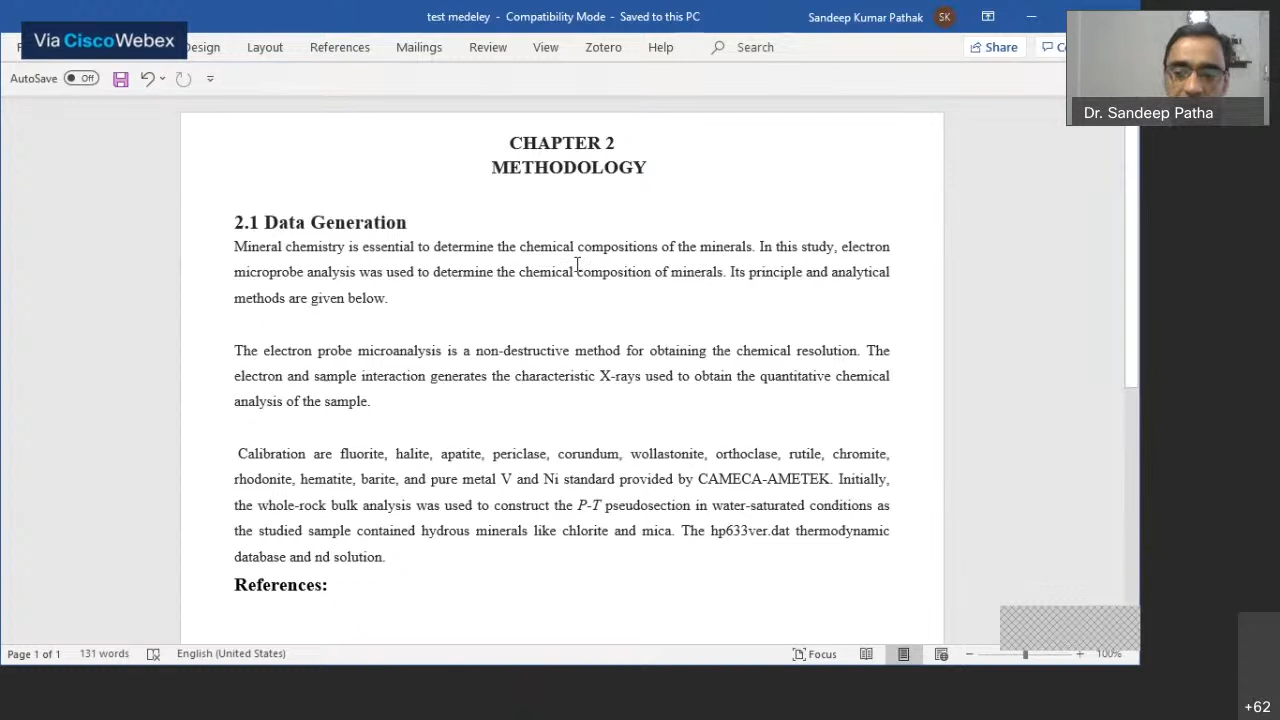 test medeley - Compatibility Mode - Saved to this PC
Sandeep Kumar Pathak SK
Via CiscoWebex
F
Design Layout References Mailings Review View Zotero Help Search Share Co
Dr. Sandeep Patha
AutoSave Off
CHAPTER 2
METHODOLOGY
2.1 Data Generation
Mineral chemistry is essential to determine the chemical compositions of the minerals. In this study, electron
microprobe analysis was used to determine the chemical composition of minerals. Its principle and analytical
methods are given below.
The electron probe microanalysis is a non-destructive method for obtaining the chemical resolution. The
electron and sample interaction generates the characteristic X-rays used to obtain the quantitative chemical
analysis of the sample.
Calibration are fluorite, halite, apatite, periclase, corundum, wollastonite, orthoclase, rutile, chromite,
rhodonite, hematite, barite, and pure metal V and Ni standard provided by CAMECA-AMETEK. Initially,
the whole-rock bulk analysis was used to construct the P-T pseudosection in water-saturated conditions as
the studied sample contained hydrous minerals like chlorite and mica. The hp633ver.dat thermodynamic
database and nd solution.
References:
Page 1 of 1 131 words English (United States) Focus 100%
+62